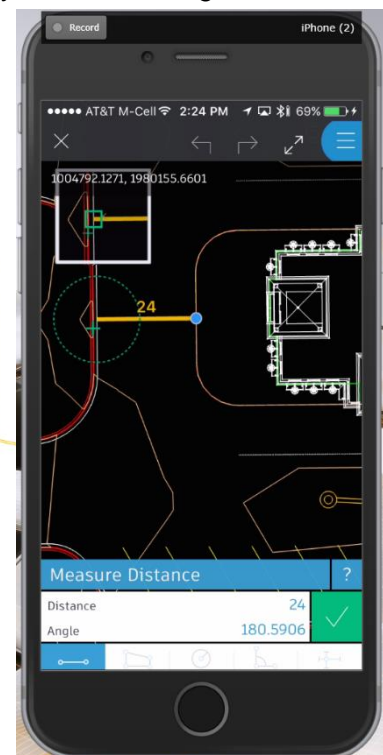 Record
iPhone (2)
AT&T M-Cell 2:24 PM 69%
1004792.1271, 1980155.6601
24
Measure Distance ?
Distance 24
Angle 180.5906